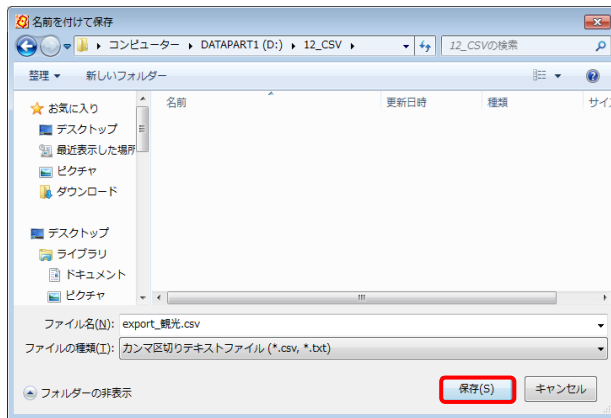 名前を付けて保存
コンピューター DATAPART1 (D:) 12_CSV 12_CSVの検索
整理 新しいフォルダー
お気に入り
デスクトップ
最近表示した場所
ピクチャ
ダウンロード
デスクトップ
ライブラリ
ドキュメント
ピクチャ
名前 更新日時 種類 サイ
ファイル名(N): export_観光.csv
ファイルの種類(T): カンマ区切りテキストファイル (*.csv, *.txt)
フォルダーの非表示 保存(S) キャンセル